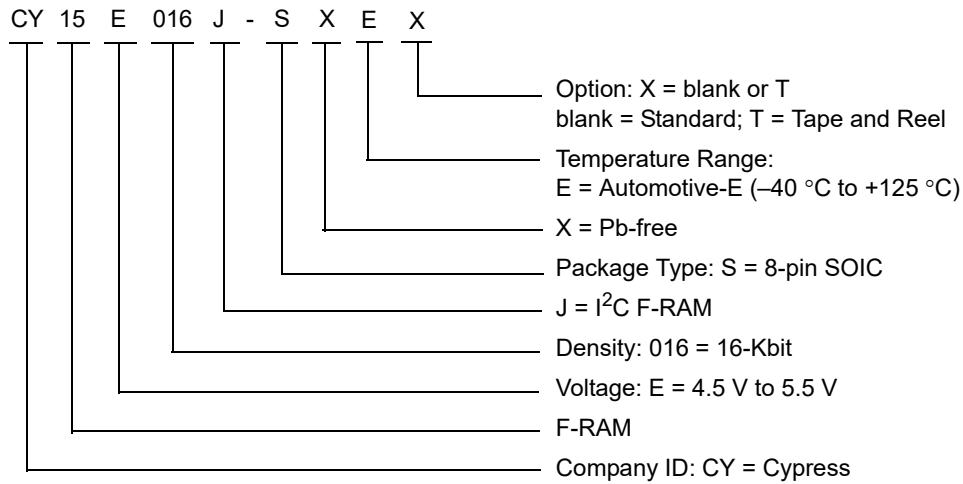 CY 15 E 016 J - S X E X
Option: X = blank or T
blank = Standard; T = Tape and Reel
Temperature Range:
E = Automotive-E (–40 °C to +125 °C)
X = Pb-free
Package Type: S = 8-pin SOIC
J = I²C F-RAM
Density: 016 = 16-Kbit
Voltage: E = 4.5 V to 5.5 V
F-RAM
Company ID: CY = Cypress